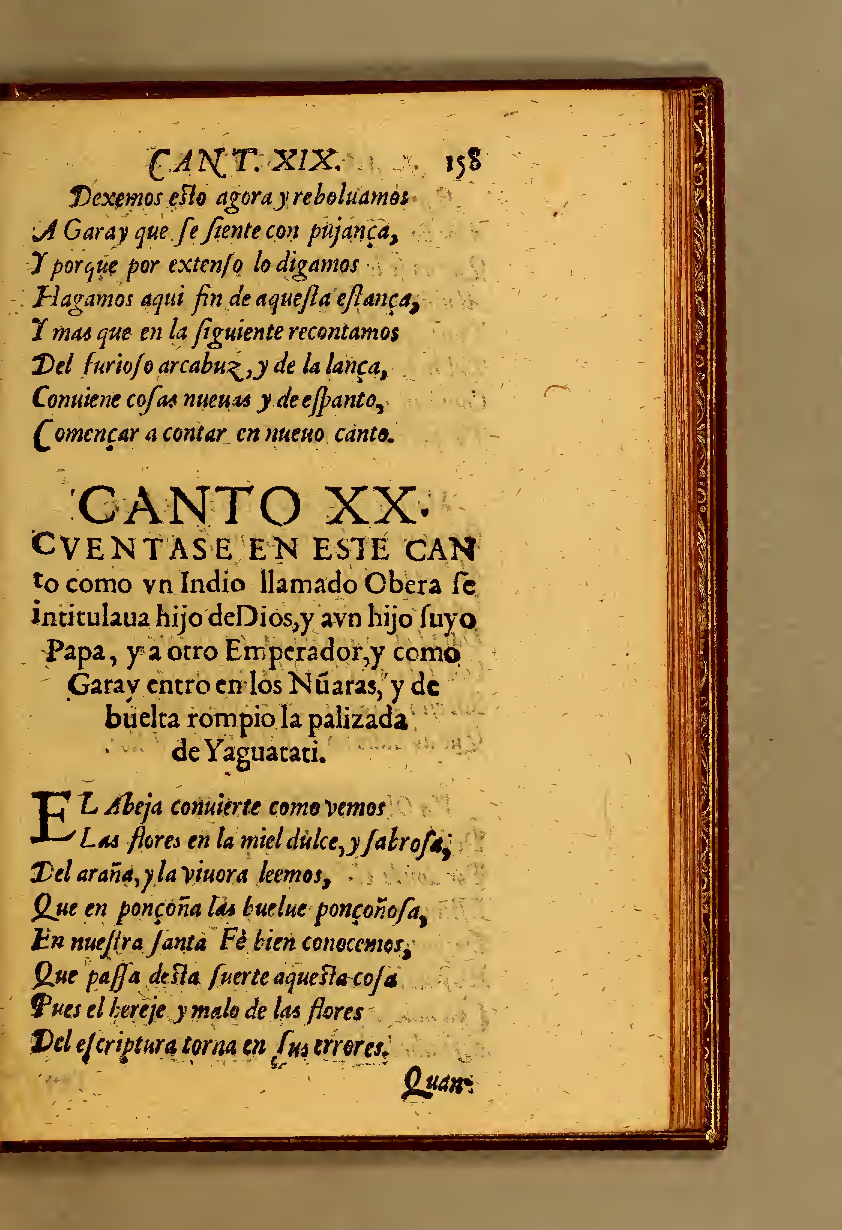 CANT. XIX. 158
Dexemos eſto agora y reboluamos
A Garay que ſe ſiente con pujança,
Y porque por extenſo lo digamos
Hagamos aqui fin de aqueſta eſtança,
Y mas que en la ſiguiente recontamos
Del furioſo arcabuz, y de la lança,
Conuiene coſas nueuas y de eſpanto,
Començar a contar en nueuo canto.
CANTO XX.
CVENTASE EN ESTE CAN
to como vn Indio llamado Obera ſe
intitulaua hijo deDios, y avn hijo ſuyo
Papa, y a otro Emperador, y como
Garay entro en los Nűaras, y de
buelta rompio la palizada
de Yaguatati.
EL Abeja conuierte como vemos
Las flores en la miel dulce, y ſabroſa,
Del araña, y la viuora leemos,
Que en ponçoña las buelue ponçoñoſa,
En nueſtra ſanta Fè bien conocemos,
Que paſſa deſta ſuerte aqueſta coſa
Pues el hereje y malo de las flores
Del eſcriptura torna en ſus errores.
Quan-